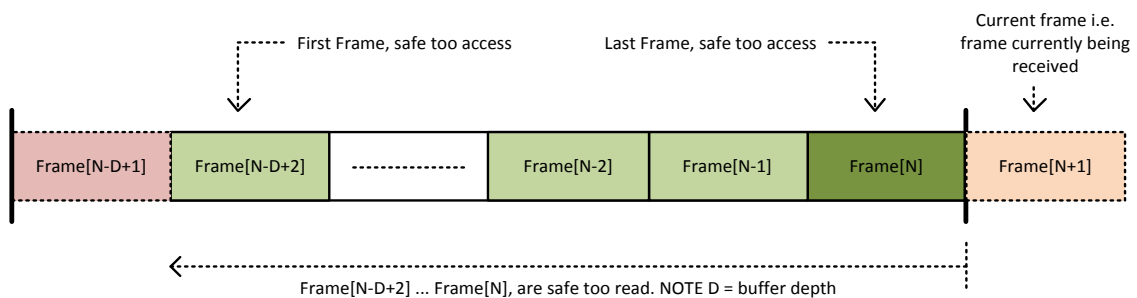 First Frame, safe too access
Last Frame, safe too access
Current frame i.e.
frame currently being
received
Frame[N-D+1]
Frame[N-D+2]
Frame[N-2]
Frame[N-1]
Frame[N]
Frame[N+1]
Frame[N-D+2] ... Frame[N], are safe too read. NOTE D = buffer depth